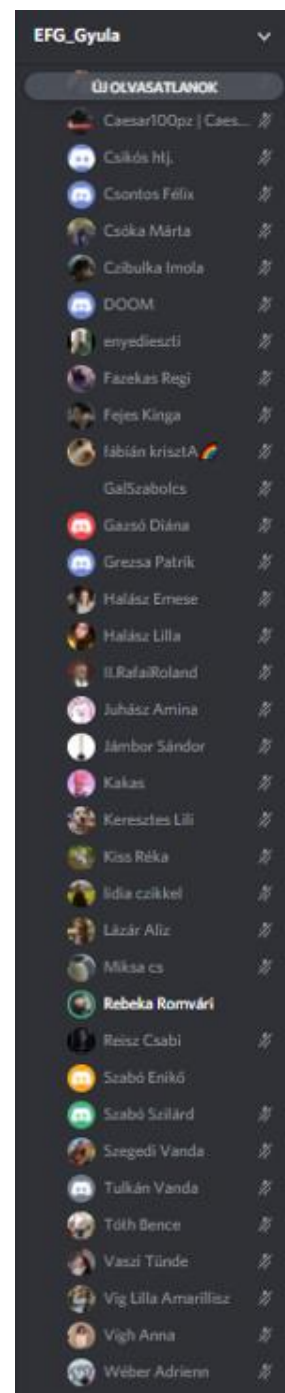 EFG_Gyula
ÚJ OLVASATLANOK
Caesar100pz | Caes...
Csikós htj.
Csontos Félix
Csóka Márta
Czibulka Imola
DOOM
enyedieszti
Fazekas Regi
Fejes Kinga
fábián krisztA🌈
GalSzabolcs
Gazsó Diána
Grezsa Patrik
Halász Emese
Halász Lilla
II.RafaiRoland
Juhász Amina
Jámbor Sándor
Kakas
Keresztes Lili
Kiss Réka
lidia czikkel
Lázár Aliz
Miksa cs
Rebeka Romvári
Reisz Csabi
Szabó Enikő
Szabó Szilárd
Szegedi Vanda
Tulkán Vanda
Tóth Bence
Vaszi Tünde
Vig Lilla Amarillisz
Vigh Anna
Wéber Adrienn